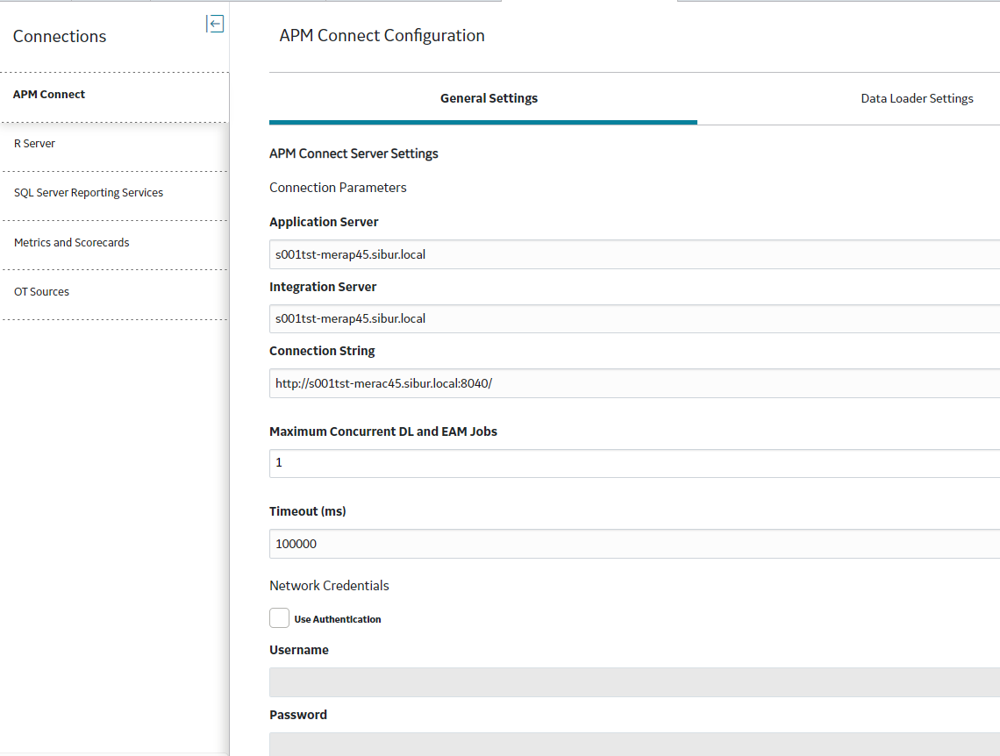 Connections
APM Connect
R Server
SQL Server Reporting Services
Metrics and Scorecards
OT Sources
APM Connect Configuration
General Settings
Data Loader Settings
APM Connect Server Settings
Connection Parameters
Application Server
s001tst-merap45.sibur.local
Integration Server
s001tst-merap45.sibur.local
Connection String
http://s001tst-merac45.sibur.local:8040/
Maximum Concurrent DL and EAM Jobs
1
Timeout (ms)
100000
Network Credentials
Use Authentication
Username
Password